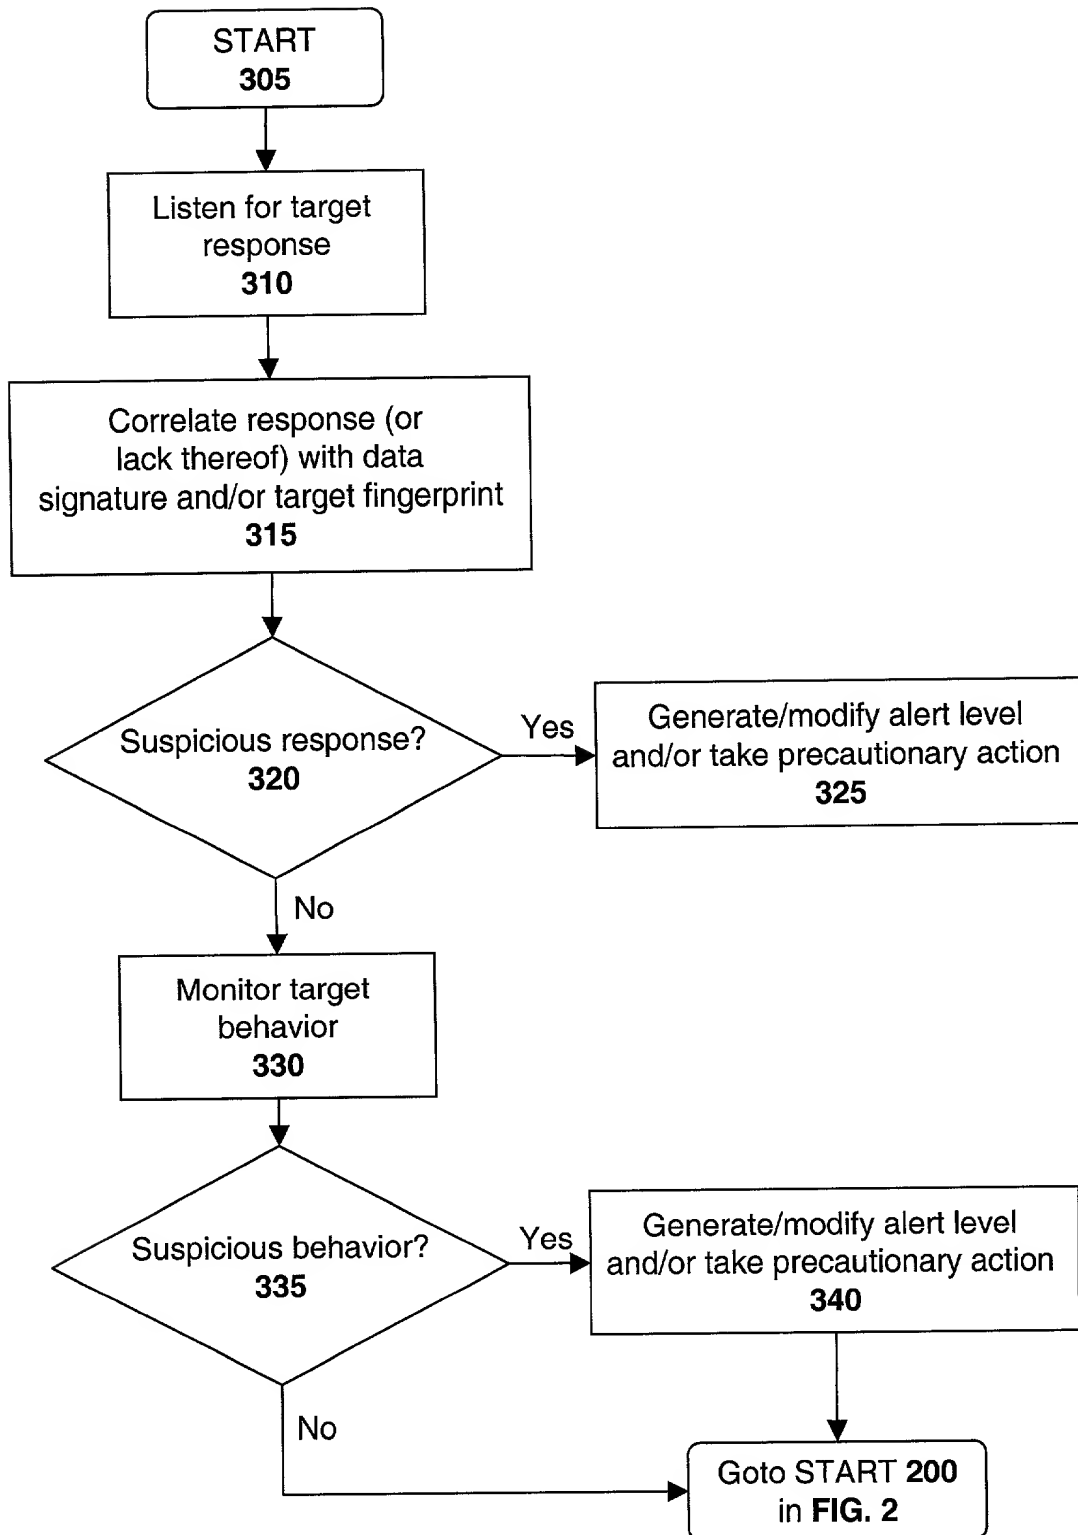 START
305
Listen for target
response
310
Correlate response (or
lack thereof) with data
signature and/or target fingerprint
315
Suspicious response?
320
Yes
Generate/modify alert level
and/or take precautionary action
325
No
Monitor target
behavior
330
Suspicious behavior?
335
Yes
Generate/modify alert level
and/or take precautionary action
340
No
Goto START 200
in FIG. 2